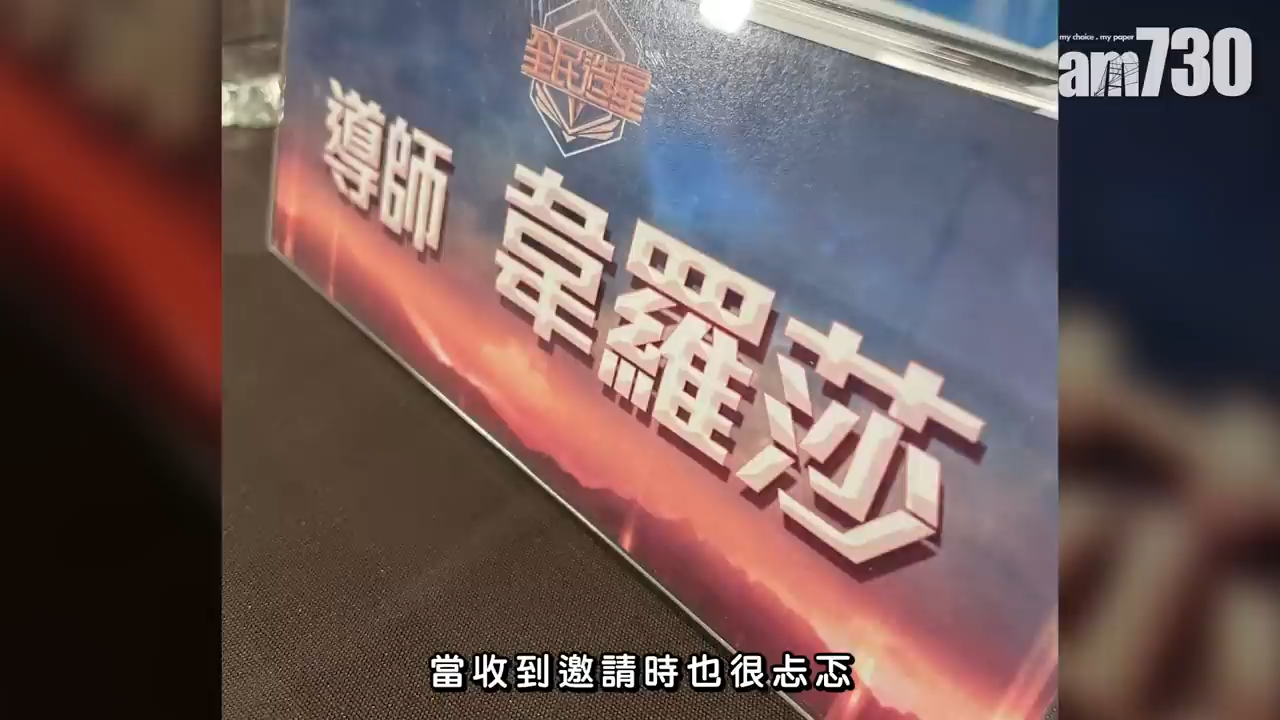 my choice . my paper
am730
全民造星
導師 韋羅莎
當收到邀請時也很忐忑